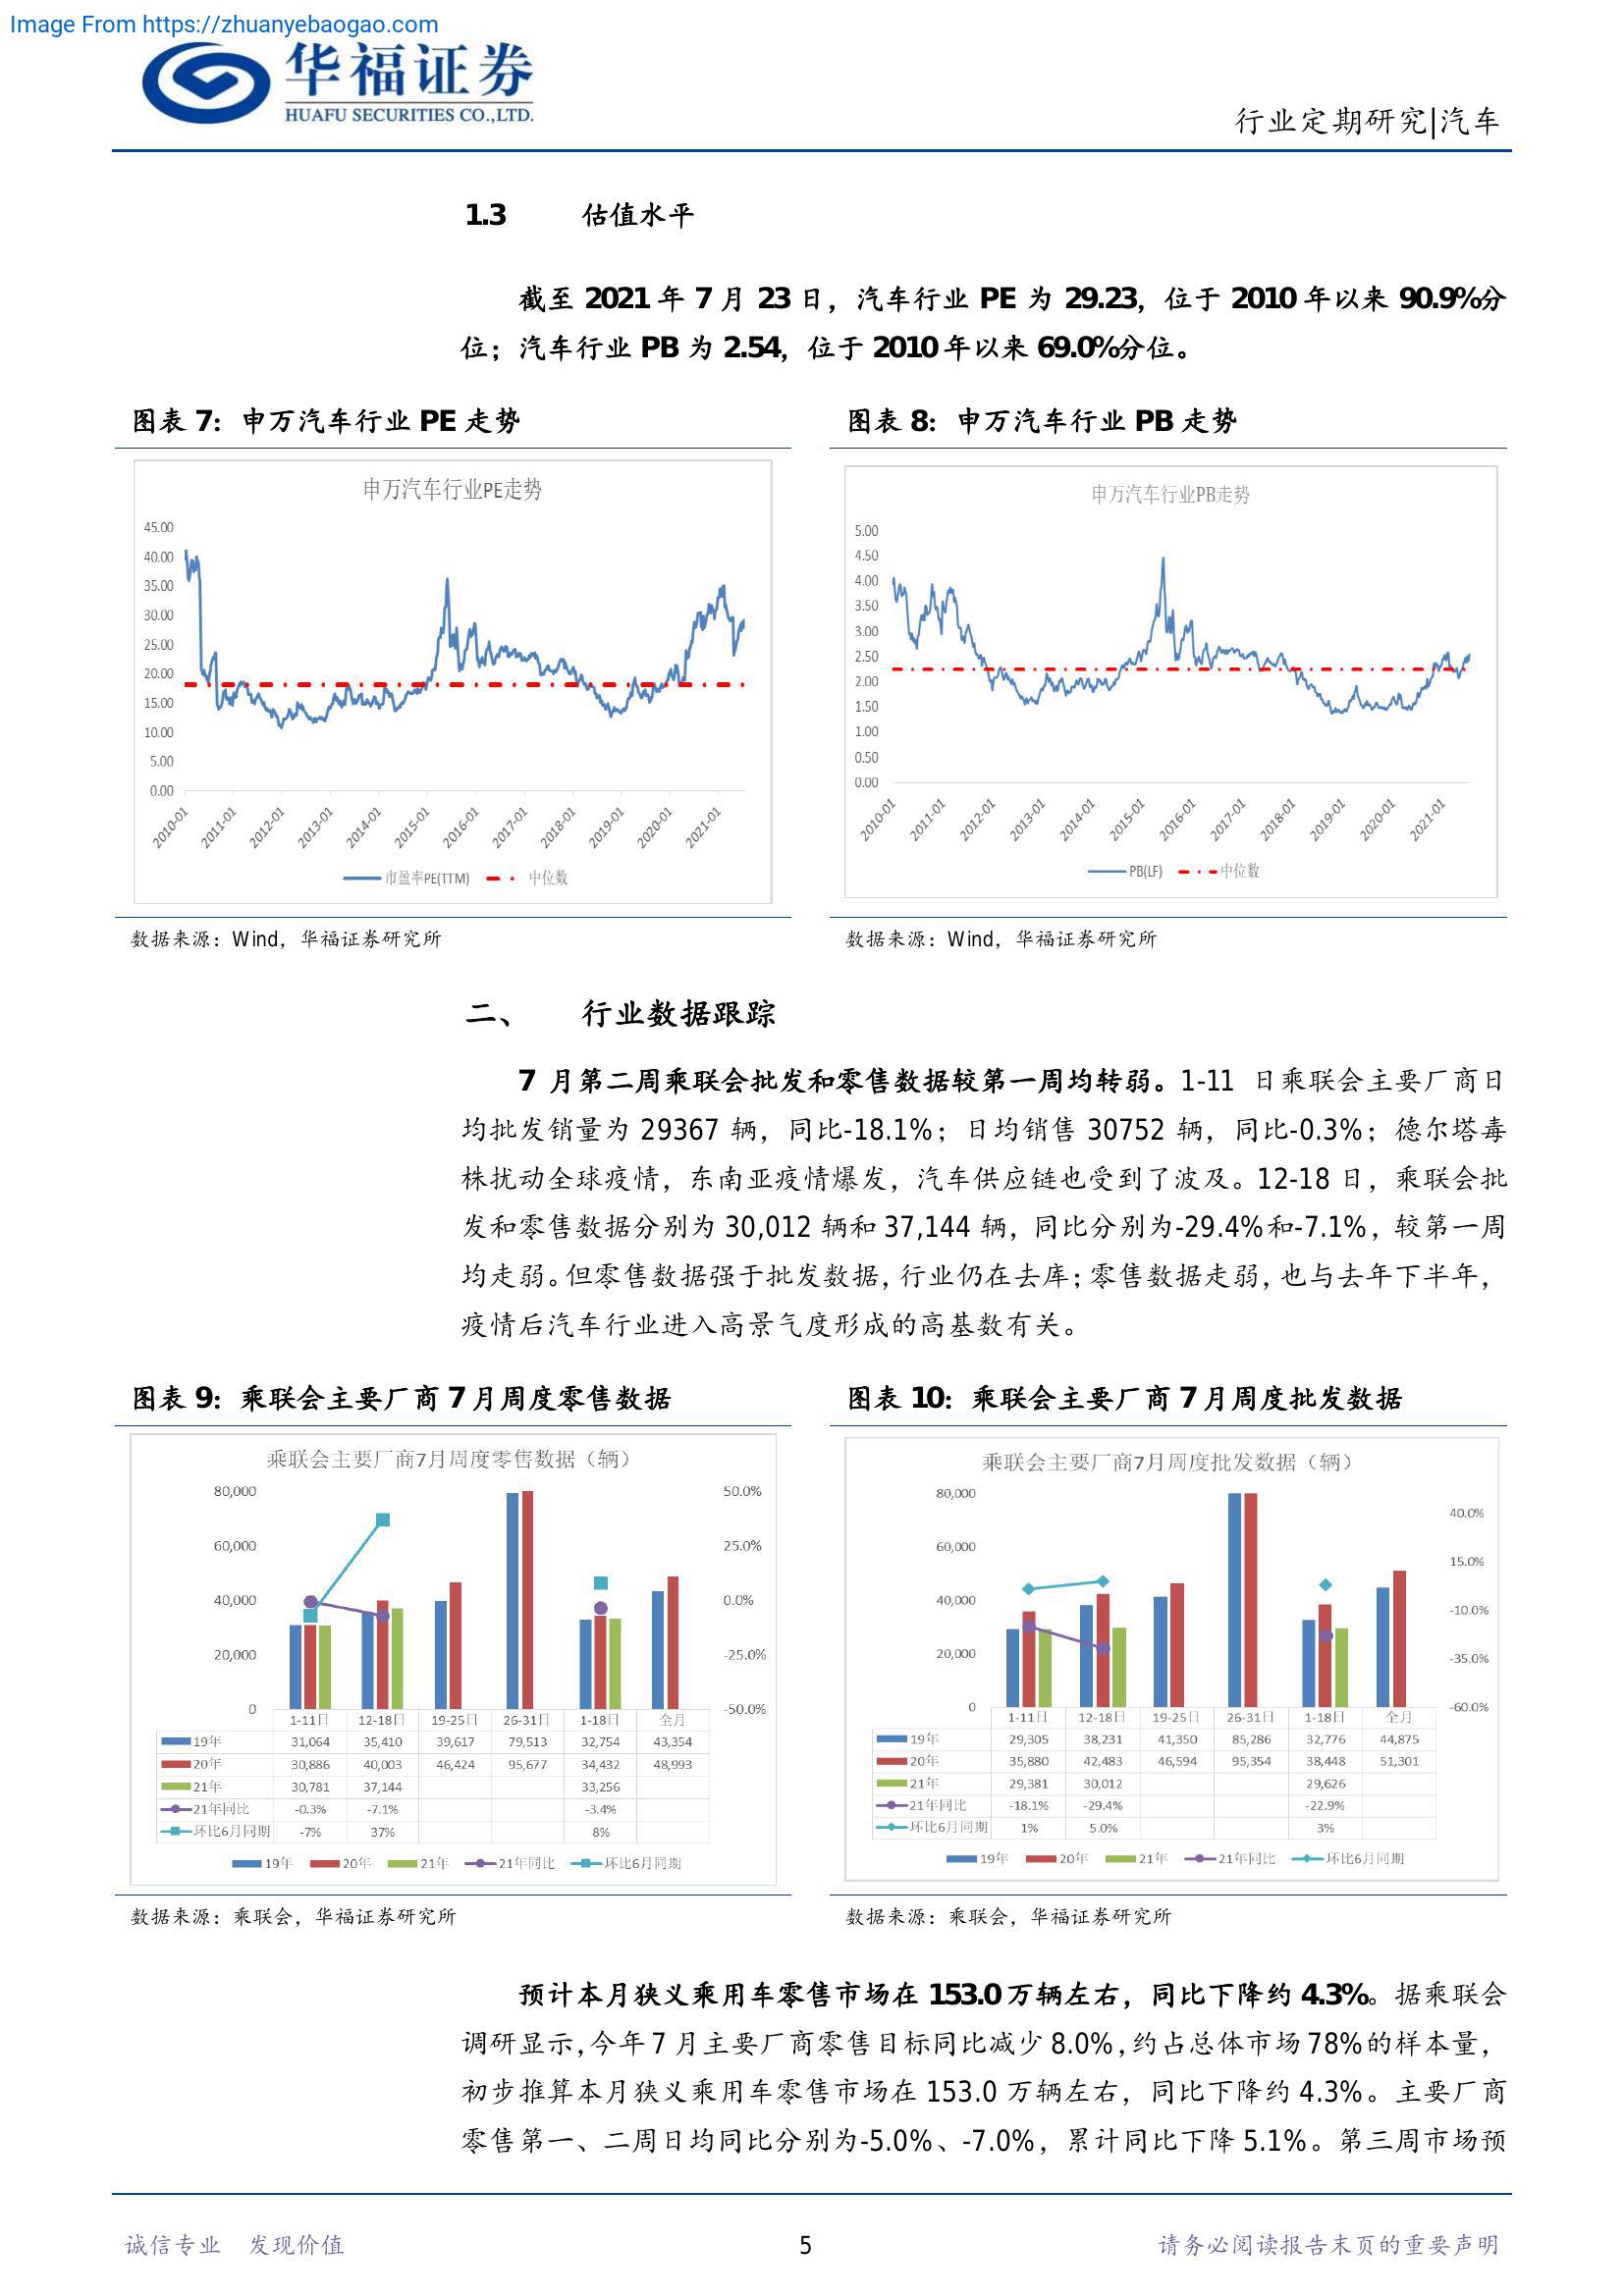 Image From https://zhuanyebaogao.com
华福证券
HUAFU SECURITIES CO.,LTD.
行业定期研究|汽车
1.3 估值水平
截至 2021 年 7 月 23 日，汽车行业 PE 为 29.23，位于 2010 年以来 90.9%分
位；汽车行业 PB 为 2.54，位于 2010 年以来 69.0%分位。
图表 7：申万汽车行业 PE 走势
申万汽车行业PE走势
45.00
40.00
35.00
30.00
25.00
20.00
15.00
10.00
5.00
0.00
2010-01 2011-01 2012-01 2013-01 2014-01 2015-01 2016-01 2017-01 2018-01 2019-01 2020-01 2021-01
市盈率PE(TTM) 中位数
数据来源：Wind，华福证券研究所
图表 8：申万汽车行业 PB 走势
申万汽车行业PB走势
5.00
4.50
4.00
3.50
3.00
2.50
2.00
1.50
1.00
0.50
0.00
2010-01 2011-01 2012-01 2013-01 2014-01 2015-01 2016-01 2017-01 2018-01 2019-01 2020-01 2021-01
PB(LF) 中位数
数据来源：Wind，华福证券研究所
二、 行业数据跟踪
7 月第二周乘联会批发和零售数据较第一周均转弱。1-11 日乘联会主要厂商日
均批发销量为 29367 辆，同比-18.1%；日均销售 30752 辆，同比-0.3%；德尔塔毒
株扰动全球疫情，东南亚疫情爆发，汽车供应链也受到了波及。12-18 日，乘联会批
发和零售数据分别为 30,012 辆和 37,144 辆，同比分别为-29.4%和-7.1%，较第一周
均走弱。但零售数据强于批发数据，行业仍在去库；零售数据走弱，也与去年下半年，
疫情后汽车行业进入高景气度形成的高基数有关。
图表 9：乘联会主要厂商 7 月周度零售数据
乘联会主要厂商7月周度零售数据（辆）
80,000 50.0%
60,000 25.0%
40,000 0.0%
20,000 -25.0%
0 -50.0%
1-11日 12-18日 19-25日 26-31日 1-18日 全月
19年 31,064 35,410 39,617 79,513 32,754 43,354
20年 30,886 40,003 46,424 95,677 34,432 48,993
21年 30,781 37,144 33,256
21年同比 -0.3% -7.1% -3.4%
环比6月同期 -7% 37% 8%
19年 20年 21年 21年同比 环比6月同期
数据来源：乘联会，华福证券研究所
图表 10：乘联会主要厂商 7 月周度批发数据
乘联会主要厂商7月周度批发数据（辆）
80,000
60,000
40,000
20,000
0
40.0%
15.0%
-10.0%
-35.0%
-60.0%
1-11日 12-18日 19-25日 26-31日 1-18日 全月
19年 29,305 38,231 41,350 85,286 32,776 44,875
20年 35,880 42,483 46,594 95,354 38,448 51,301
21年 29,381 30,012 29,626
21年同比 -18.1% -29.4% -22.9%
环比6月同期 1% 5.0% 3%
19年 20年 21年 21年同比 环比6月同期
数据来源：乘联会，华福证券研究所
预计本月狭义乘用车零售市场在 153.0 万辆左右，同比下降约 4.3%。据乘联会
调研显示，今年 7 月主要厂商零售目标同比减少 8.0%，约占总体市场 78%的样本量，
初步推算本月狭义乘用车零售市场在 153.0 万辆左右，同比下降约 4.3%。主要厂商
零售第一、二周日均同比分别为-5.0%、-7.0%，累计同比下降 5.1%。第三周市场预
诚信专业 发现价值
5
请务必阅读报告末页的重要声明